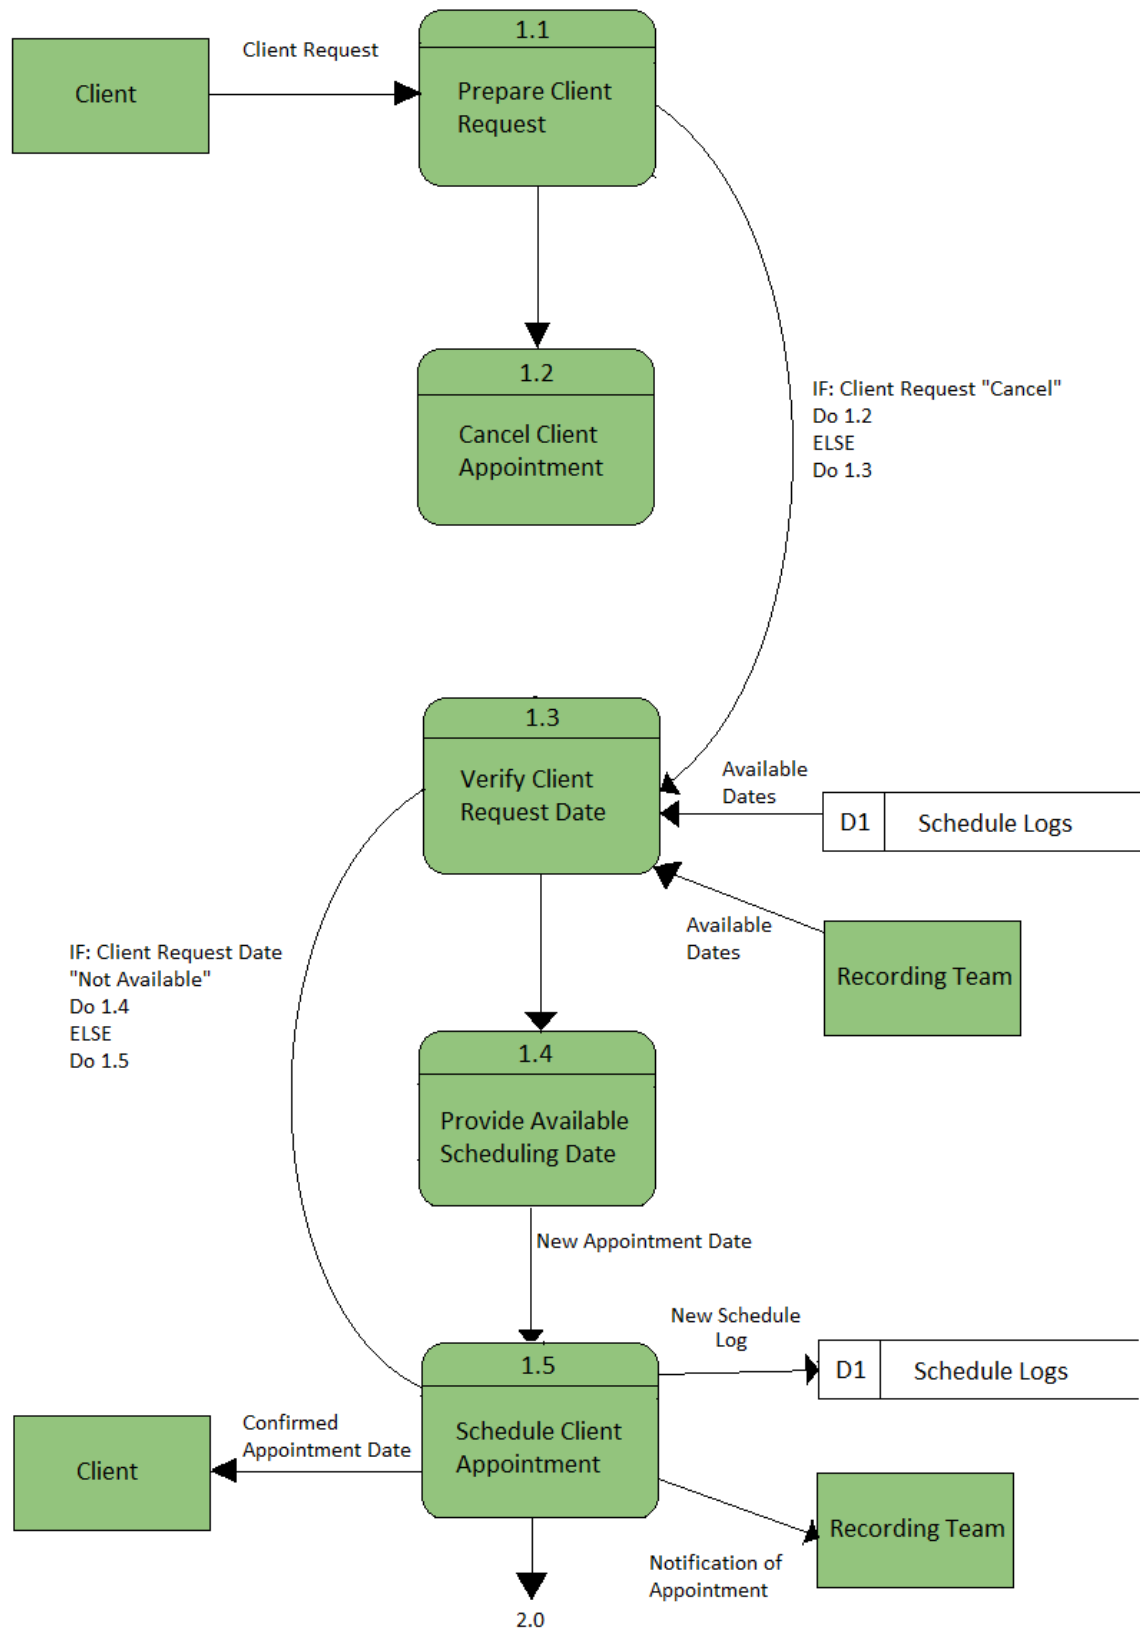 1.1
Client Request
Client
Prepare Client
Request
1.2
Cancel Client
Appointment
IF: Client Request "Cancel"
Do 1.2
ELSE
Do 1.3
1.3
Verify Client
Request Date
Available
Dates
D1
Schedule Logs
Available
Dates
Recording Team
IF: Client Request Date
"Not Available"
Do 1.4
ELSE
Do 1.5
1.4
Provide Available
Scheduling Date
New Appointment Date
New Schedule
Log
1.5
D1
Schedule Logs
Schedule Client
Appointment
Confirmed
Appointment Date
Client
Recording Team
Notification of
Appointment
2.0